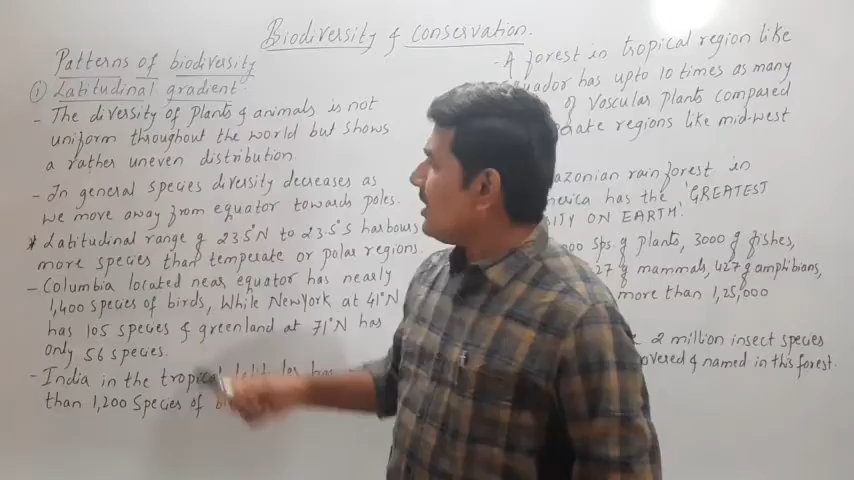 Biodiversity & conservation.
Patterns of biodiversity
① Latitudinal gradient:
- The diversity of plants & animals is not
uniform throughout the world but shows
a rather uneven distribution.
- In general species diversity decreases as
we move away from equator towards poles.
* Latitudinal range of 23.5°N to 23.5°S harbours
more species than temperate or polar regions.
- Columbia located near equator has nearly
1,400 species of birds, While NewYork at 41°N
has 105 species & greenland at 71°N has
only 56 species.
- India in the tropical has
than 1,200 Species of
- A forest in tropical region like
has upto 10 times as many
of vascular plants compared
regions like mid-west
rainforest in
has the 'GREATEST
ON EARTH'.
sps. of plants, 3000 of fishes,
of mammals, 427 of amphibians,
more than 1,25,000
2 million insect species
& named in this forest.